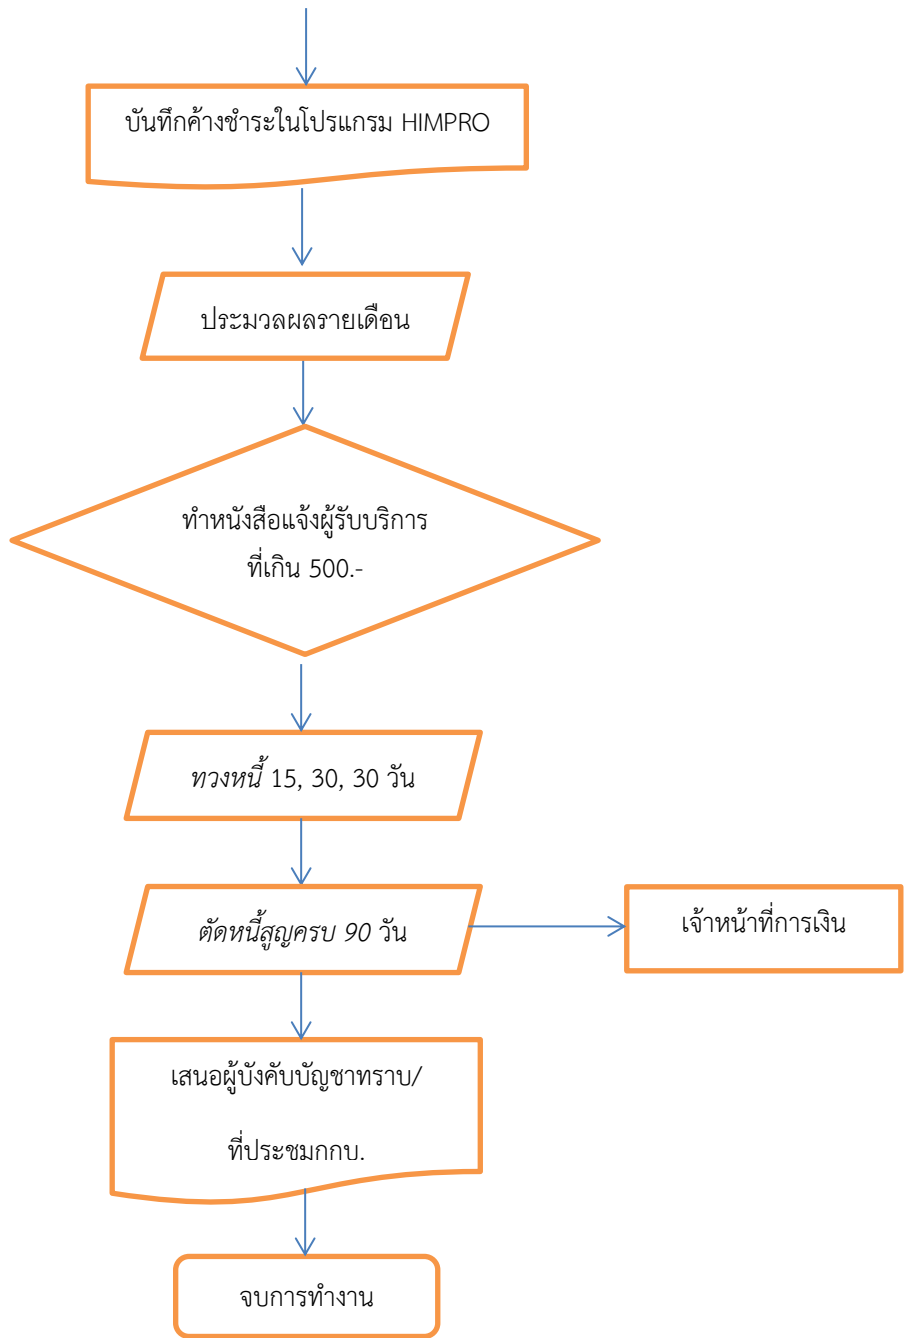 บันทึกค้างชำระในโปรแกรม HIMPRO
ประมวลผลรายเดือน
ทำหนังสือแจ้งผู้รับบริการ
ที่เกิน 500.-
ทวงหนี้ 15, 30, 30 วัน
ตัดหนี้สูญครบ 90 วัน
เจ้าหน้าที่การเงิน
เสนอผู้บังคับบัญชาทราบ/
ที่ประชมกกบ.
จบการทำงาน